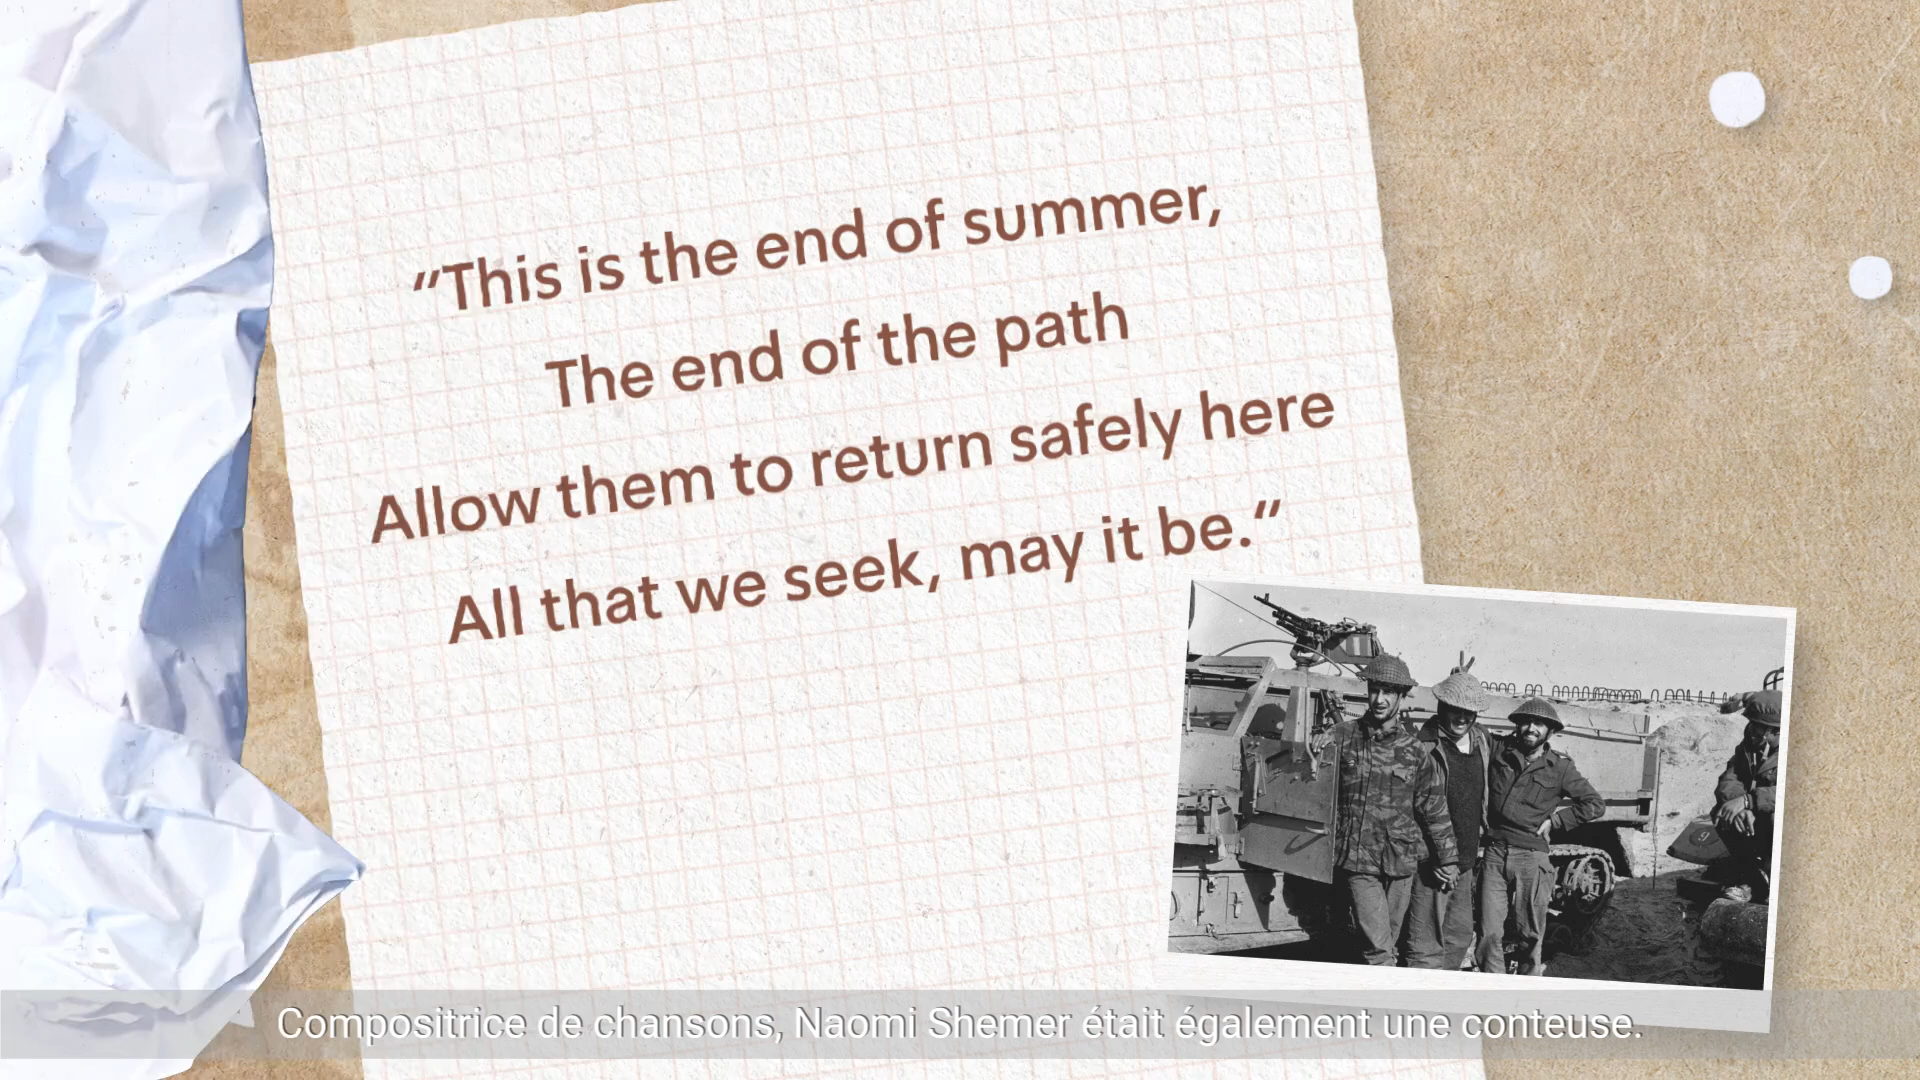 “This is the end of summer,
The end of the path
Allow them to return safely here
All that we seek, may it be.”
Compositrice de chansons, Naomi Shemer était également une conteuse.